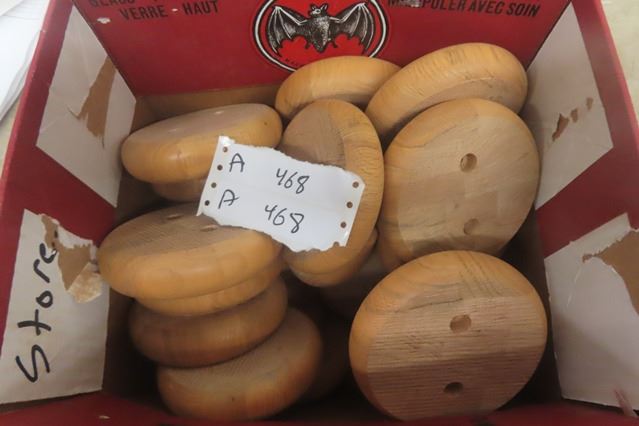 VERRE HAUT
MANIPULER AVEC SOIN
A 468
A 468
Store